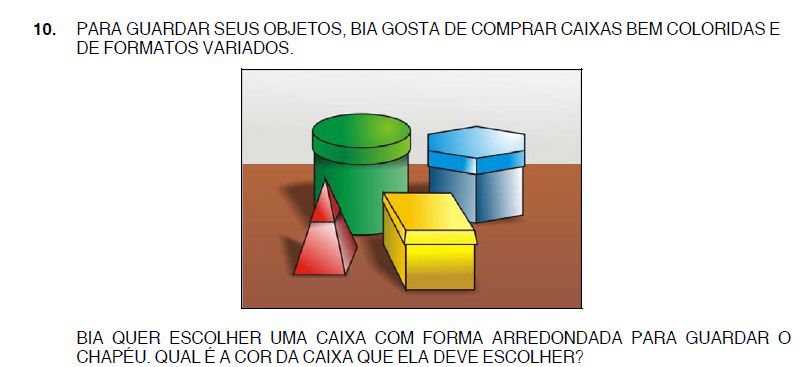 10. PARA GUARDAR SEUS OBJETOS, BIA GOSTA DE COMPRAR CAIXAS BEM COLORIDAS E
DE FORMATOS VARIADOS.
BIA QUER ESCOLHER UMA CAIXA COM FORMA ARREDONDADA PARA GUARDAR O
CHAPÉU. QUAL É A COR DA CAIXA QUE ELA DEVE ESCOLHER?